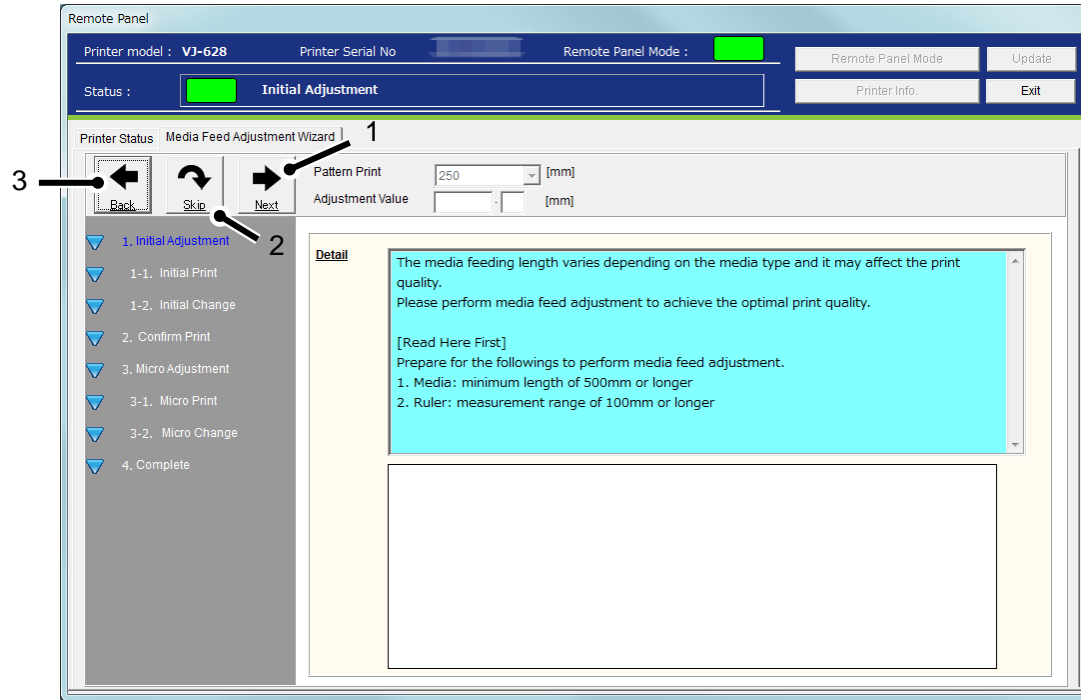 Remote Panel
Printer model : VJ-628 Printer Serial No Remote Panel Mode : Remote Panel Mode Update
Status : Initial Adjustment Printer Info. Exit
Printer Status Media Feed Adjustment Wizard 1
3 Back Skip Next Pattern Print 250 [mm]
Adjustment Value . [mm]
2
1. Initial Adjustment
1-1. Initial Print
1-2. Initial Change
2. Confirm Print
3. Micro Adjustment
3-1. Micro Print
3-2. Micro Change
4. Complete
Detail
The media feeding length varies depending on the media type and it may affect the print
quality.
Please perform media feed adjustment to achieve the optimal print quality.
[Read Here First]
Prepare for the followings to perform media feed adjustment.
1. Media: minimum length of 500mm or longer
2. Ruler: measurement range of 100mm or longer